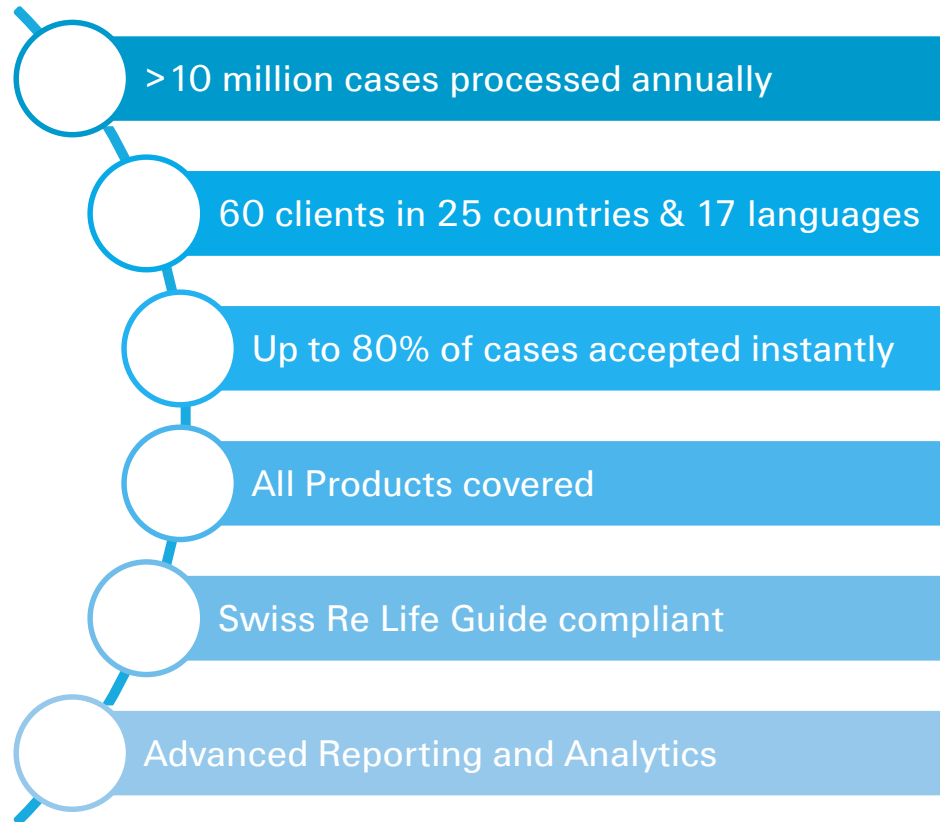 >10 million cases processed annually
60 clients in 25 countries & 17 languages
Up to 80% of cases accepted instantly
All Products covered
Swiss Re Life Guide compliant
Advanced Reporting and Analytics